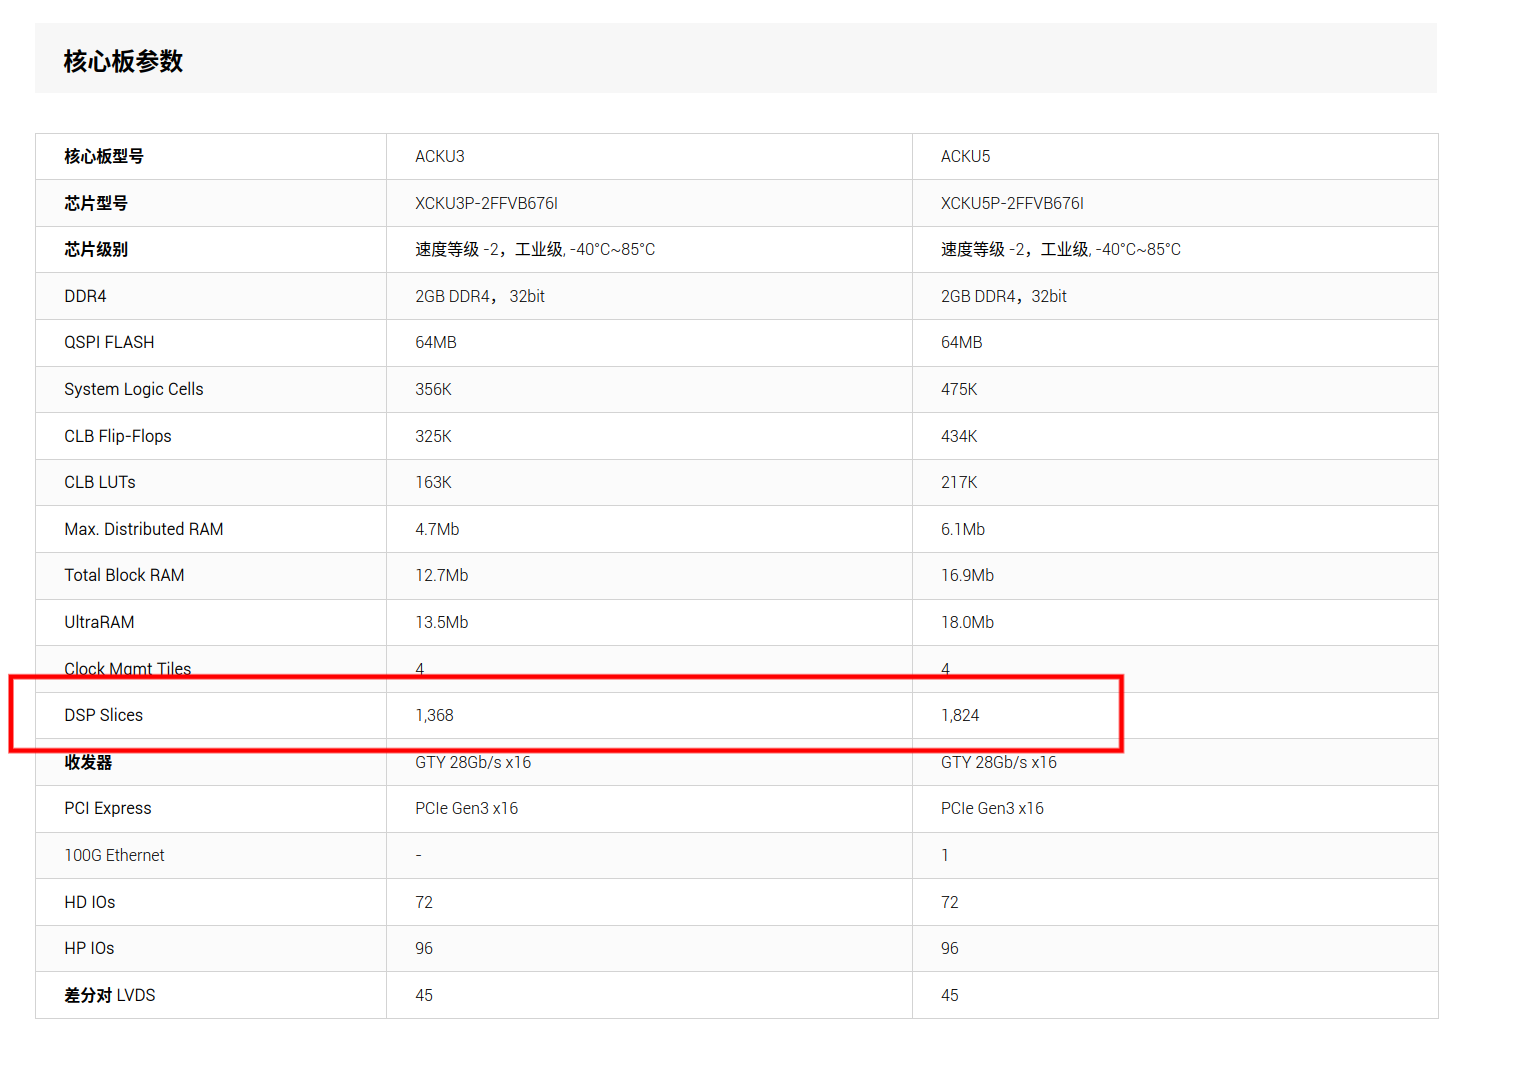 核心板参数
核心板型号 ACKU3 ACKU5
芯片型号 XCKU3P-2FFVB676I XCKU5P-2FFVB676I
芯片级别 速度等级 -2，工业级, -40°C~85°C 速度等级 -2，工业级, -40°C~85°C
DDR4 2GB DDR4， 32bit 2GB DDR4，32bit
QSPI FLASH 64MB 64MB
System Logic Cells 356K 475K
CLB Flip-Flops 325K 434K
CLB LUTs 163K 217K
Max. Distributed RAM 4.7Mb 6.1Mb
Total Block RAM 12.7Mb 16.9Mb
UltraRAM 13.5Mb 18.0Mb
Clock Mgmt Tiles 4 4
DSP Slices 1,368 1,824
收发器 GTY 28Gb/s x16 GTY 28Gb/s x16
PCI Express PCIe Gen3 x16 PCIe Gen3 x16
100G Ethernet - 1
HD IOs 72 72
HP IOs 96 96
差分对 LVDS 45 45